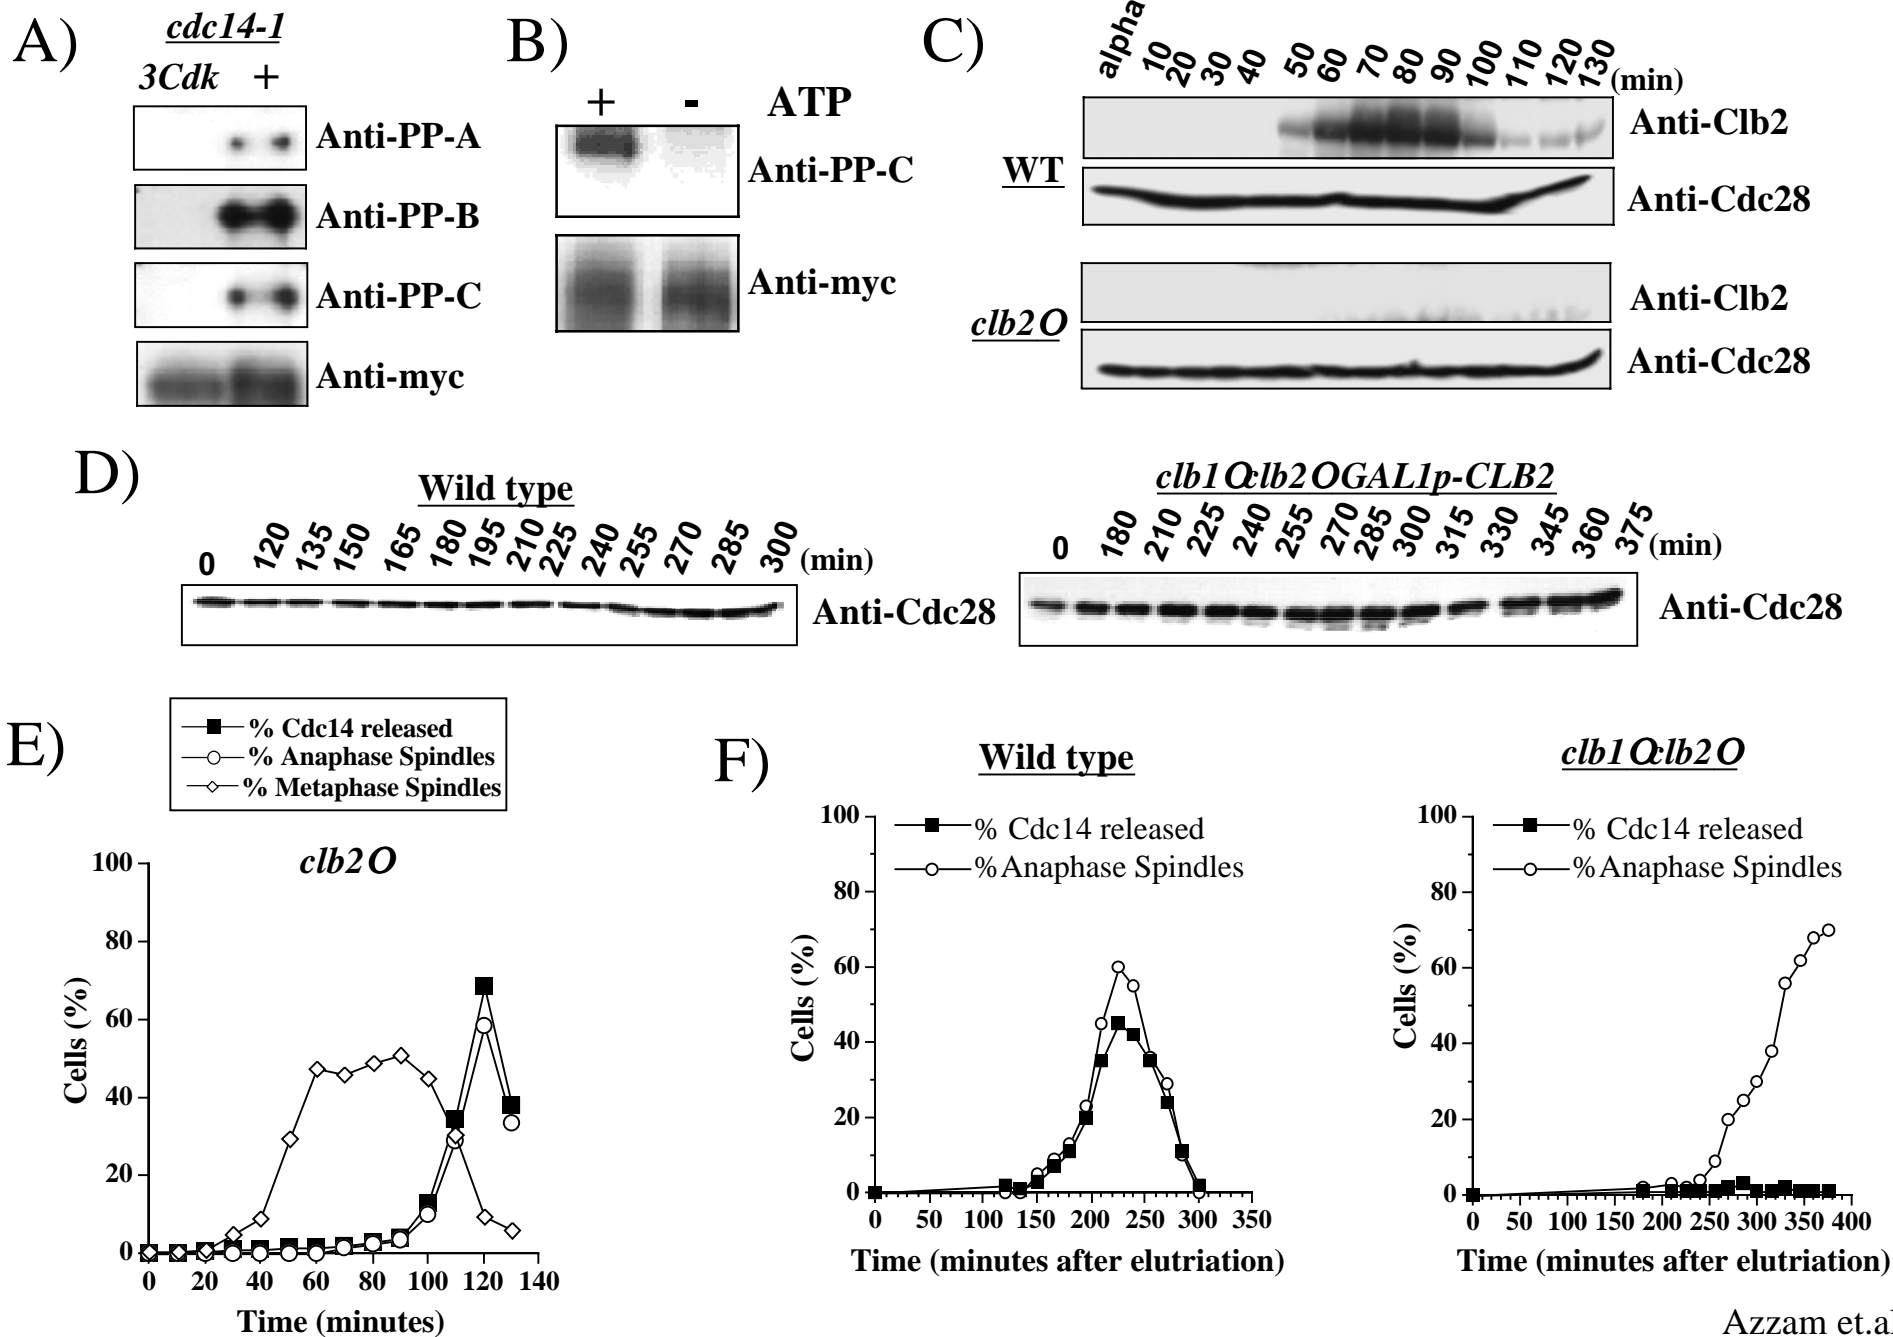 A)
cdc14-1
3Cdk +
Anti-PP-A
Anti-PP-B
Anti-PP-C
Anti-myc
B)
+ - ATP
Anti-PP-C
Anti-myc
C)
alpha 10 20 30 40 50 60 70 80 90 100 110 120 130 (min)
WT
Anti-Clb2
Anti-Cdc28
clb2O
Anti-Clb2
Anti-Cdc28
D)
Wild type
0 120 135 150 165 180 195 210 225 240 255 270 285 300 (min)
Anti-Cdc28
clb1Oclb2OGAL1p-CLB2
0 180 210 225 240 255 270 285 300 315 330 345 360 375 (min)
Anti-Cdc28
E)
% Cdc14 released
% Anaphase Spindles
% Metaphase Spindles
clb2O
Cells (%)
100
80
60
40
20
0
0 20 40 60 80 100 120 140
Time (minutes)
F)
Wild type
% Cdc14 released
% Anaphase Spindles
Cells (%)
100
80
60
40
20
0
0 50 100 150 200 250 300 350
Time (minutes after elutriation)
clb1Oclb2O
% Cdc14 released
% Anaphase Spindles
Cells (%)
100
80
60
40
20
0
0 50 100 150 200 250 300 350 400
Time (minutes after elutriation)
Azzam et.al